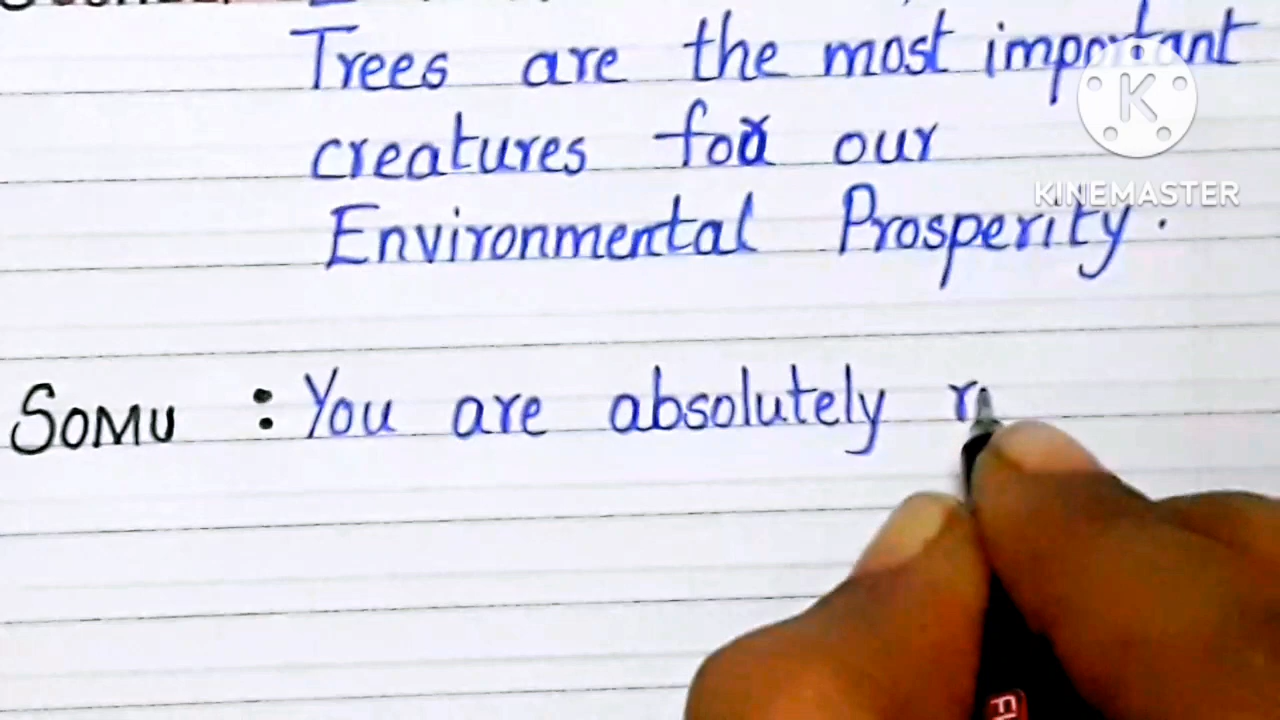 Trees are the most important
creatures for our
Environmental Prosperity.
SOMU : You are absolutely
K
KINEMASTER